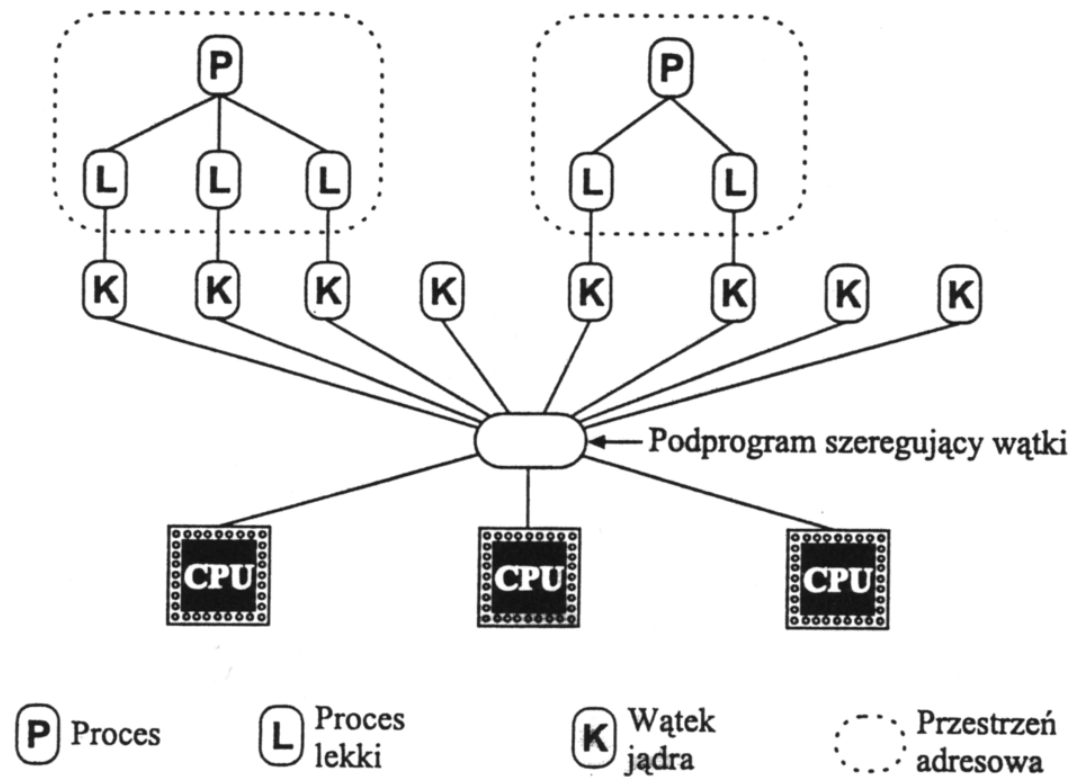 P P
L L L L L
K K K K K K K K
Podprogram szeregujący wątki
CPU CPU CPU
P Proces
L Proces lekki
K Wątek jądra
Przestrzeń adresowa